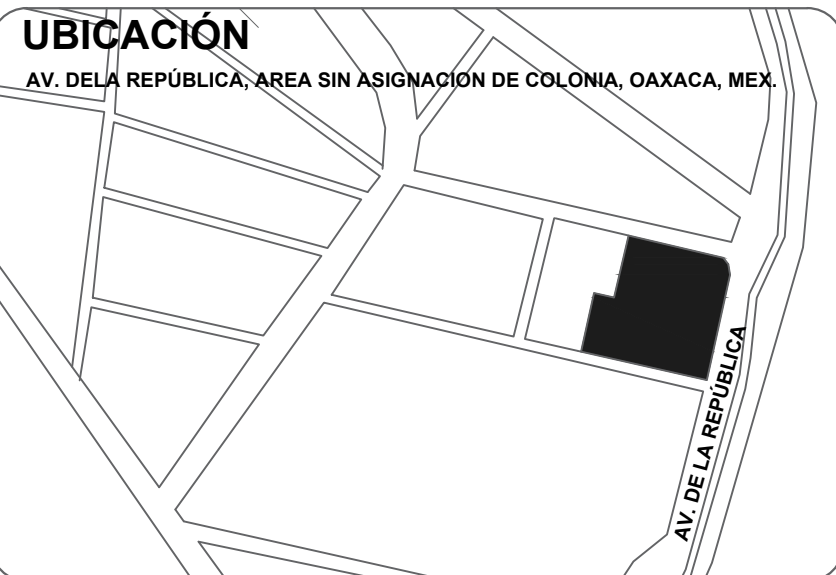 UBICACIÓN
AV. DELA REPÚBLICA, AREA SIN ASIGNACION DE COLONIA, OAXACA, MEX.
AV. DE LA REPÚBLICA